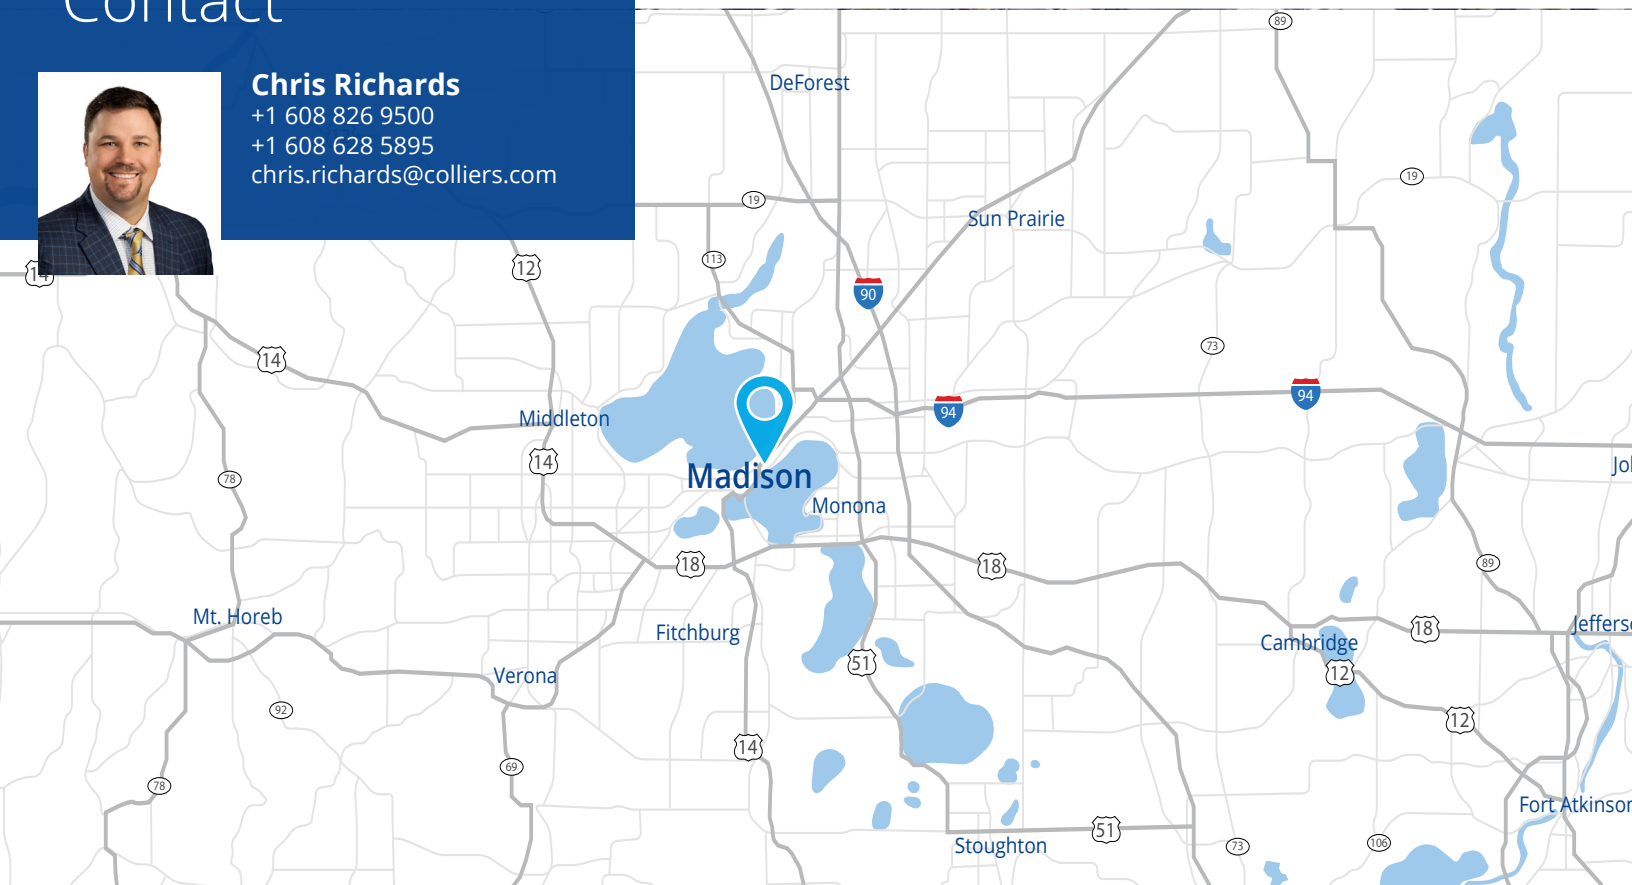 Contact
Chris Richards
+1 608 826 9500
+1 608 628 5895
chris.richards@colliers.com
89
DeForest
19
19
Sun Prairie
113
14
12
90
73
14
94
94
Middleton
14
Madison
78
Monona
18
18
89
Mt. Horeb
Fitchburg
Cambridge
18
51
Verona
12
92
12
14
69
78
51
Stoughton
73
106